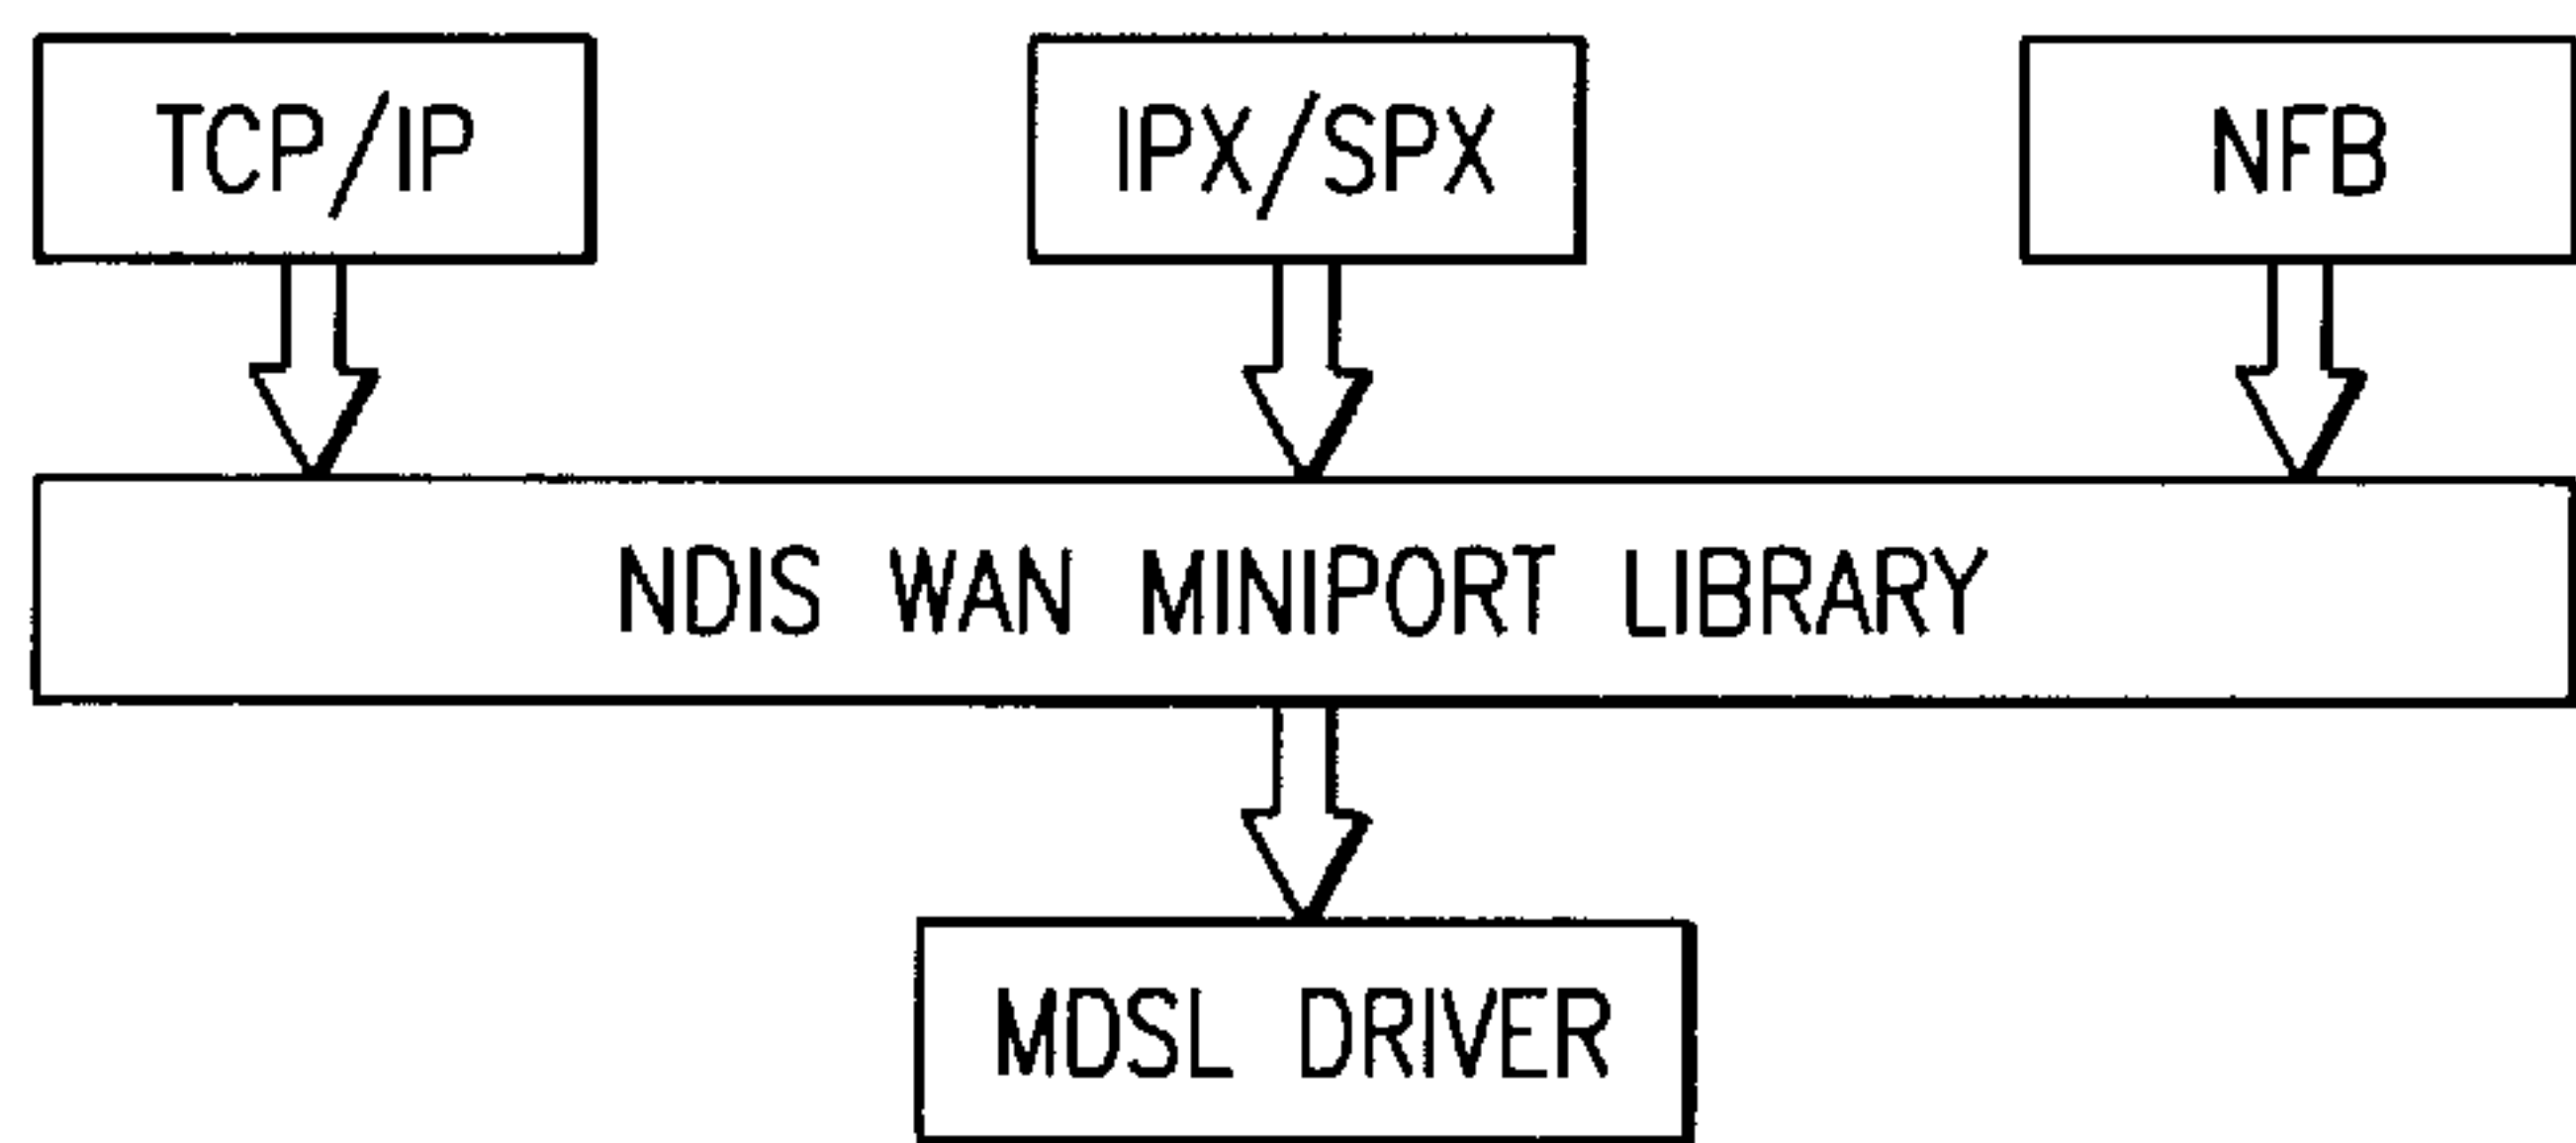 TCP/IP
IPX/SPX
NFB
NDIS WAN MINIPORT LIBRARY
MDSL DRIVER